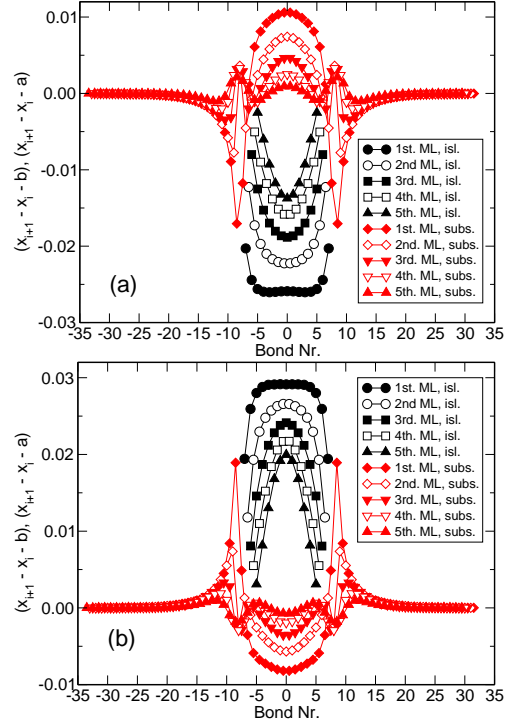 0.01
0.00
-0.01
-0.02
-0.03
(x_{i+1} - x_i - b), (x_{i+1} - x_i - a)
1st. ML, isl.
2nd ML, isl.
3rd. ML, isl.
4th. ML, isl.
5th. ML, isl.
1st. ML, subs.
2nd. ML, subs.
3rd. ML, subs.
4th. ML, subs.
5th. ML, subs.
(a)
-35 -30 -25 -20 -15 -10 -5 0 5 10 15 20 25 30 35
Bond Nr.
0.03
0.02
0.01
0.00
-0.01
(x_{i+1} - x_i - b), (x_{i+1} - x_i - a)
1st. ML, isl.
2nd ML, isl.
3rd. ML, isl.
4th. ML, isl.
5th. ML, isl.
1st. ML, subs.
2nd. ML, subs.
3rd. ML, subs.
4th. ML, subs.
5th. ML, subs.
(b)
-35 -30 -25 -20 -15 -10 -5 0 5 10 15 20 25 30 35
Bond Nr.